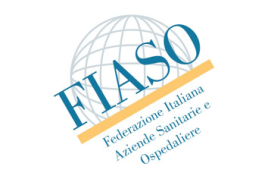 FIASO
Federazione Italiana
Aziende Sanitarie e
Ospedaliere